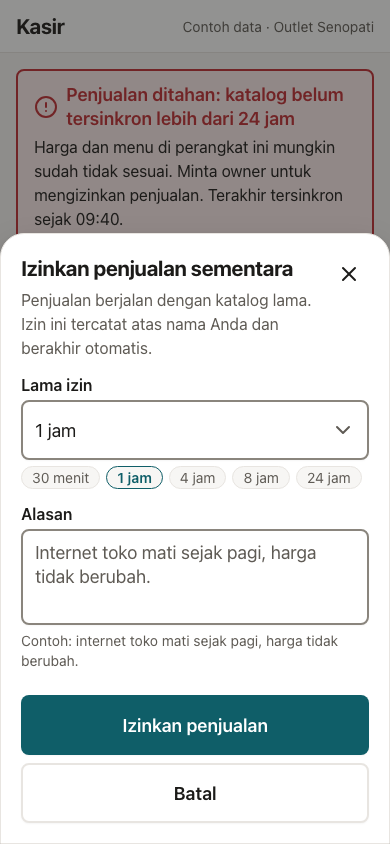 Kasir
Contoh data · Outlet Senopati
Penjualan ditahan: katalog belum
tersinkron lebih dari 24 jam
Harga dan menu di perangkat ini mungkin
sudah tidak sesuai. Minta owner untuk
mengizinkan penjualan. Terakhir tersinkron
sejak 09:40.
Izinkan penjualan sementara
Penjualan berjalan dengan katalog lama.
Izin ini tercatat atas nama Anda dan
berakhir otomatis.
Lama izin
1 jam
30 menit 1 jam 4 jam 8 jam 24 jam
Alasan
Internet toko mati sejak pagi, harga
tidak berubah.
Contoh: internet toko mati sejak pagi, harga tidak
berubah.
Izinkan penjualan
Batal